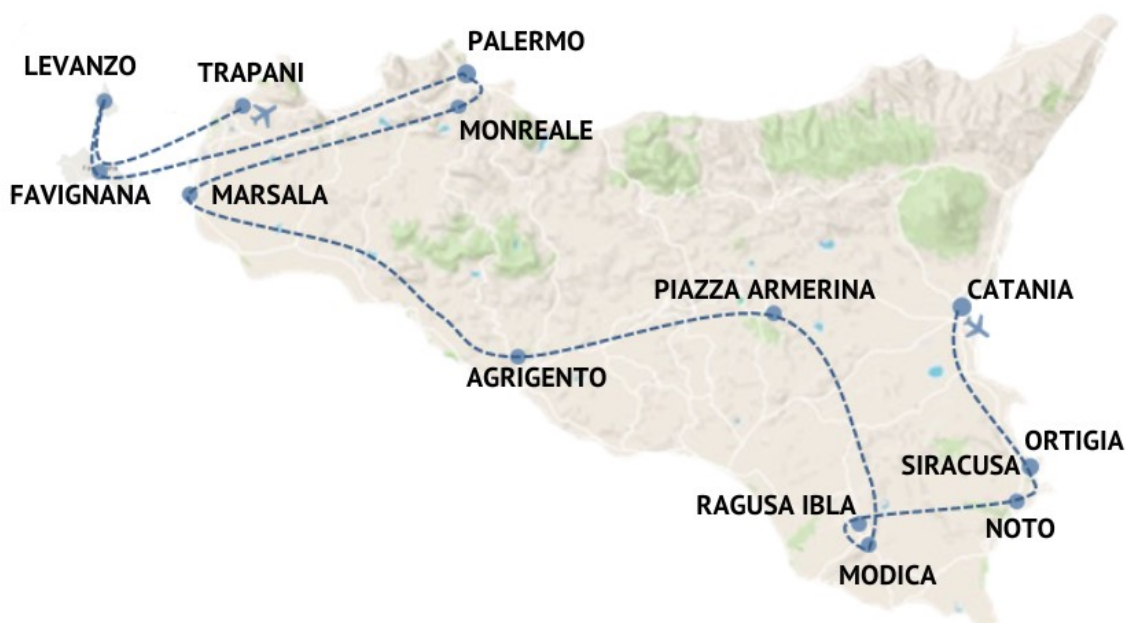 PALERMO
LEVANZO
TRAPANI
MONREALE
FAVIGNANA
MARSALA
PIAZZA ARMERINA
CATANIA
AGRIGENTO
ORTIGIA
SIRACUSA
RAGUSA IBLA
NOTO
MODICA